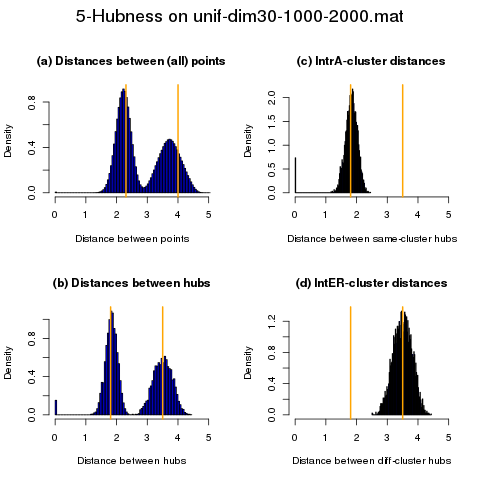 5-Hubness on unif-dim30-1000-2000.mat
(a) Distances between (all) points
Density
0.0 0.4 0.8
0 1 2 3 4 5
Distance between points
(c) IntrA-cluster distances
Density
0.0 0.5 1.0 1.5 2.0
0 1 2 3 4 5
Distance between same-cluster hubs
(b) Distances between hubs
Density
0.0 0.4 0.8
0 1 2 3 4 5
Distance between hubs
(d) IntER-cluster distances
Density
0.0 0.4 0.8 1.2
0 1 2 3 4 5
Distance between diff-cluster hubs